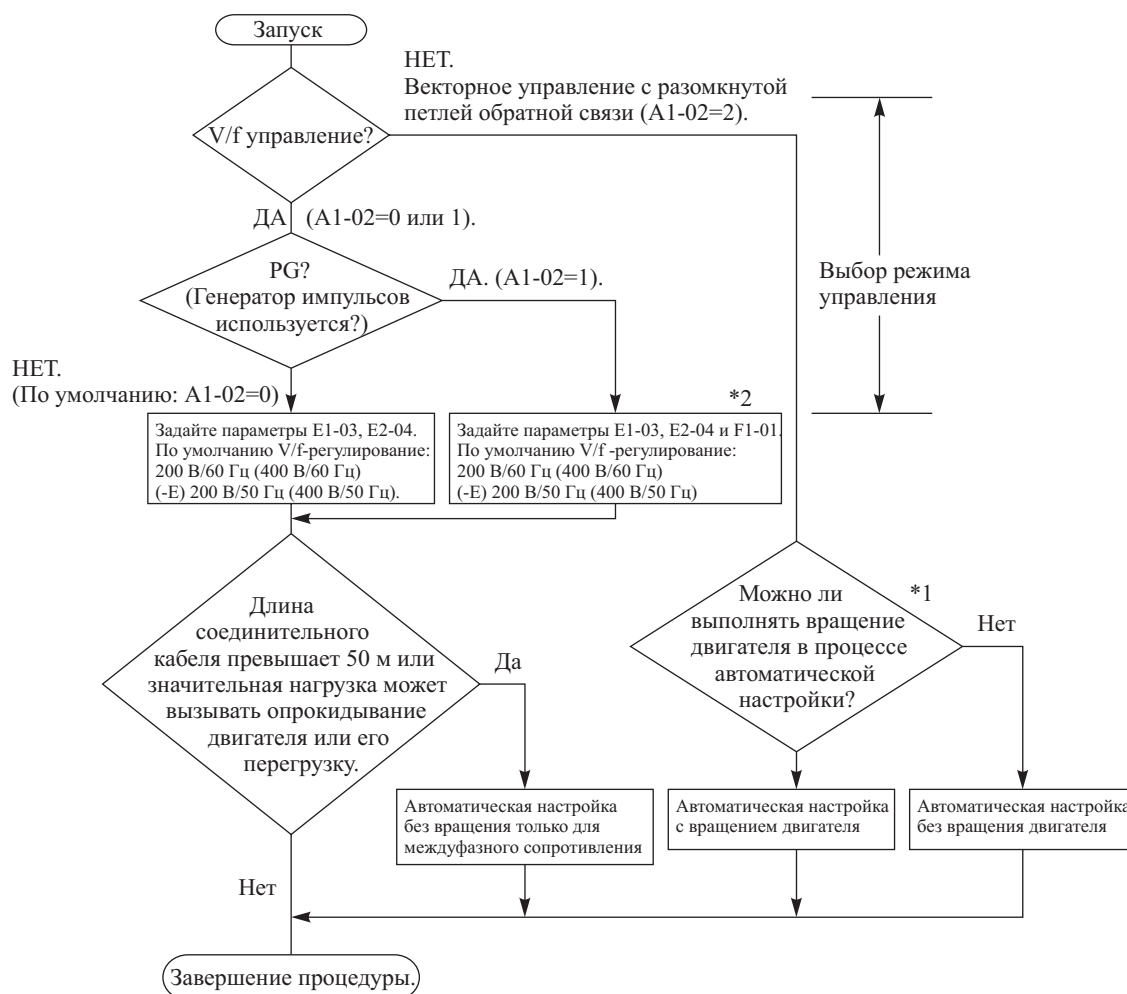 Запуск
НЕТ.
Векторное управление с разомкнутой
петлей обратной связи (A1-02=2).
V/f управление?
ДА (A1-02=0 или 1).
PG?
(Генератор импульсов
используется?)
ДА. (A1-02=1).
Выбор режима
управления
НЕТ.
(По умолчанию: A1-02=0)
*2
Задайте параметры E1-03, E2-04.
По умолчанию V/f-регулирование:
200 В/60 Гц (400 В/60 Гц)
(-E) 200 В/50 Гц (400 В/50 Гц).
Задайте параметры E1-03, E2-04 и F1-01.
По умолчанию V/f -регулирование:
200 В/60 Гц (400 В/60 Гц)
(-E) 200 В/50 Гц (400 В/50 Гц)
Длина
соединительного
кабеля превышает 50 м или
значительная нагрузка может
вызывать опрокидывание
двигателя или его
перегрузку.
Да
*1
Можно ли
выполнять вращение
двигателя в процессе
автоматической
настройки?
Нет
Автоматическая настройка
без вращения только для
междуфазного сопротивления
Автоматическая настройка
с вращением двигателя
Автоматическая настройка
без вращения двигателя
Нет
Завершение процедуры.